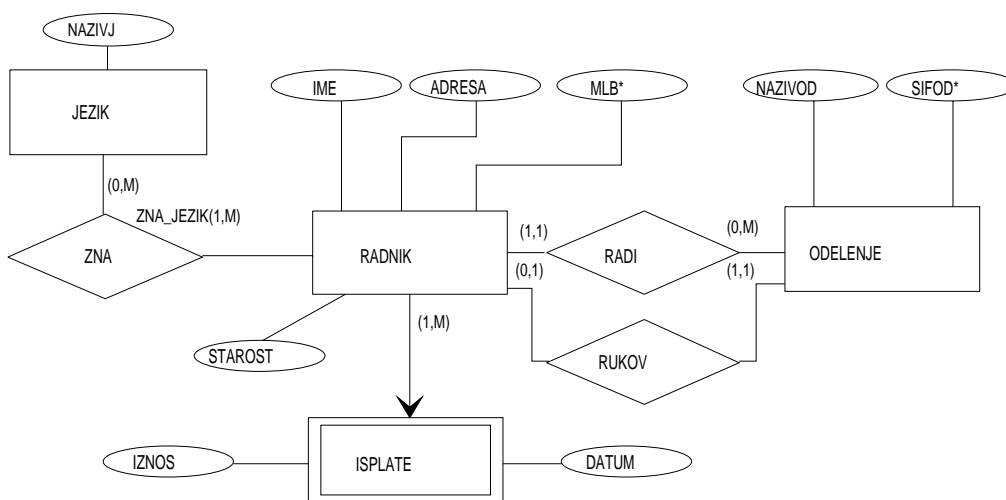 NAZIVJ
IME
ADRESA
MLB*
NAZIVOD
SIFOD*
JEZIK
(0,M)
ZNA_JEZIK(1,M)
ZNA
RADNIK
(1,1)
(0,1)
RADI
(0,M)
(1,1)
ODELENJE
(1,M)
STAROST
RUKOV
IZNOS
ISPLATE
DATUM